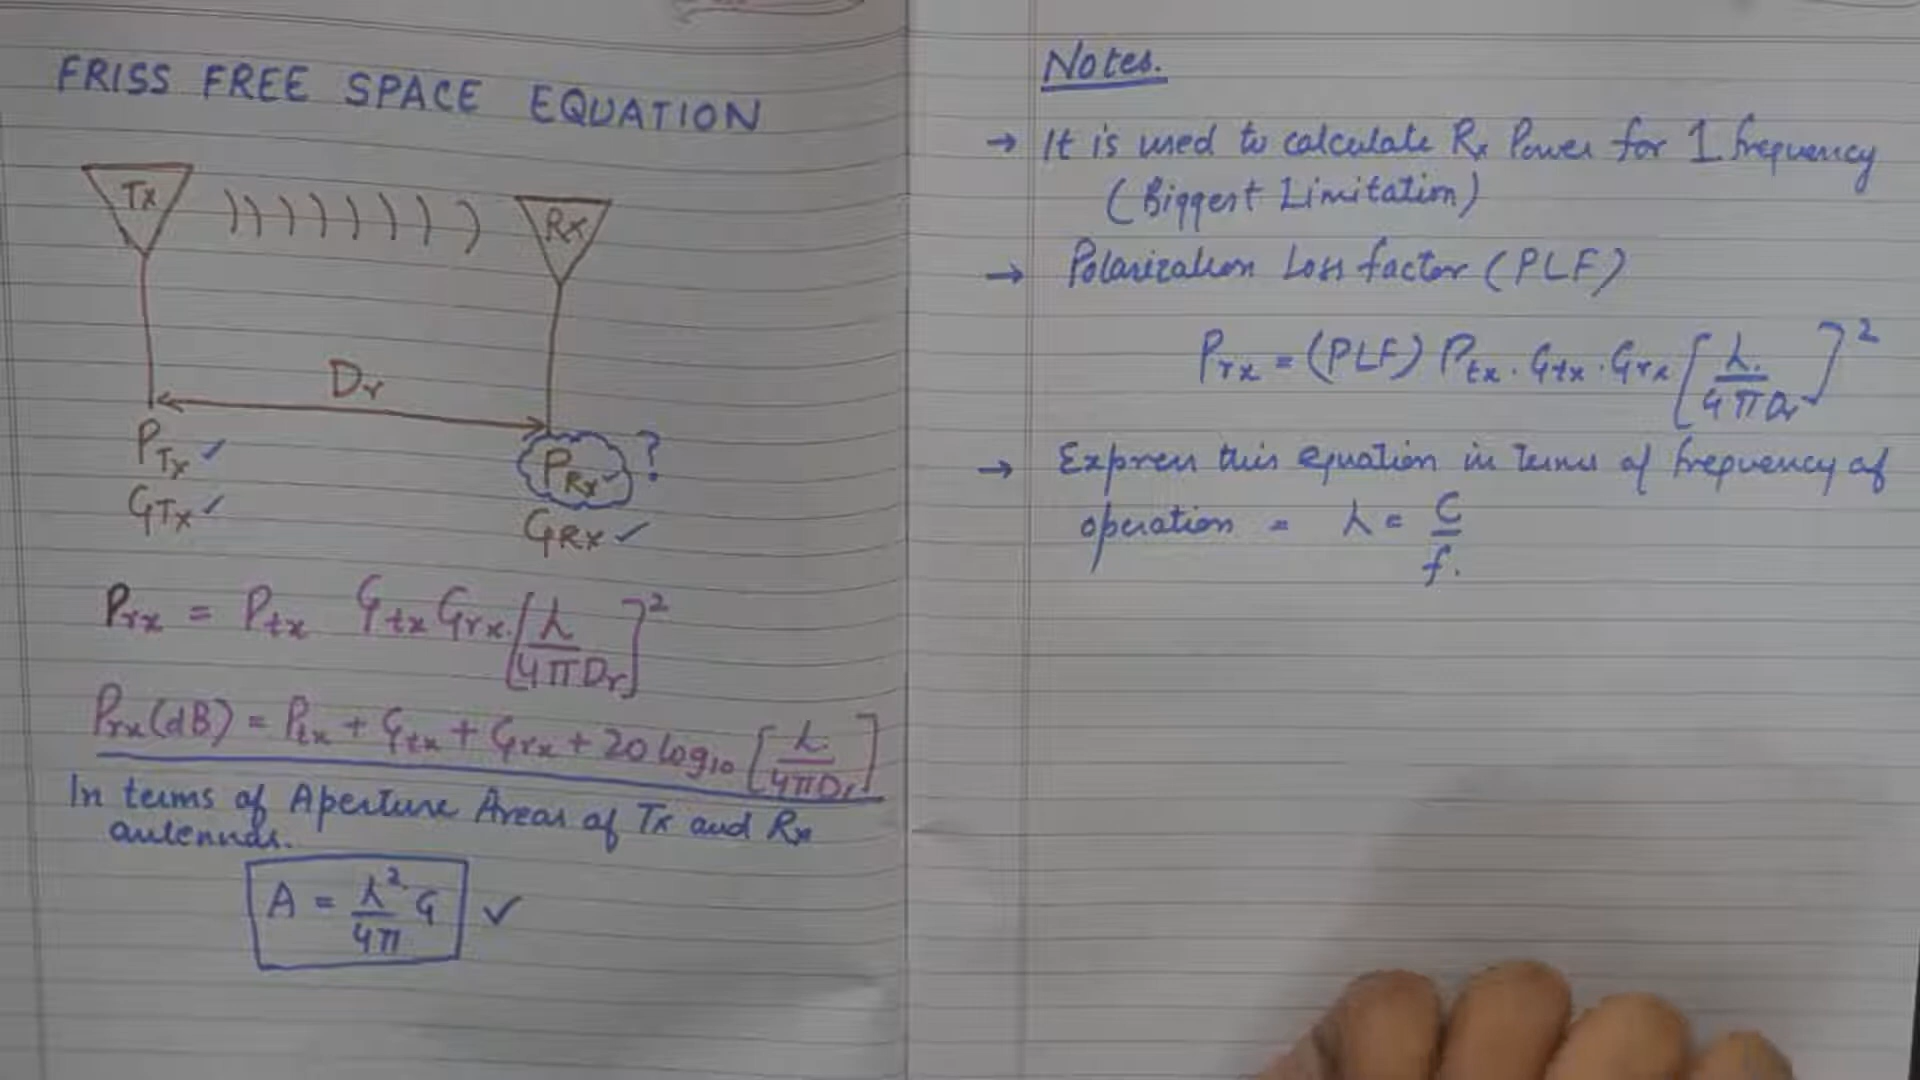 FRISS FREE SPACE EQUATION
Tx
Rx
Dr
PTx ✓
GTx ✓
PRx ?
GRx ✓
Prx = Ptx Gtx Grx. [λ / 4πDr]²
Prx(dB) = Ptx + Gtx + Grx + 20 log10 [λ / 4πDr]
In terms of Aperture Areas of Tx and Rx
antennas.
A = λ²/4π G ✓
Notes.
→ It is used to calculate Rx Power for 1 frequency
(Biggest Limitation)
→ Polarization Loss factor (PLF)
Prx = (PLF) Ptx . Gtx . Grx [λ / 4πDr]²
→ Express this equation in terms of frequency of
operation = λ = C/f.